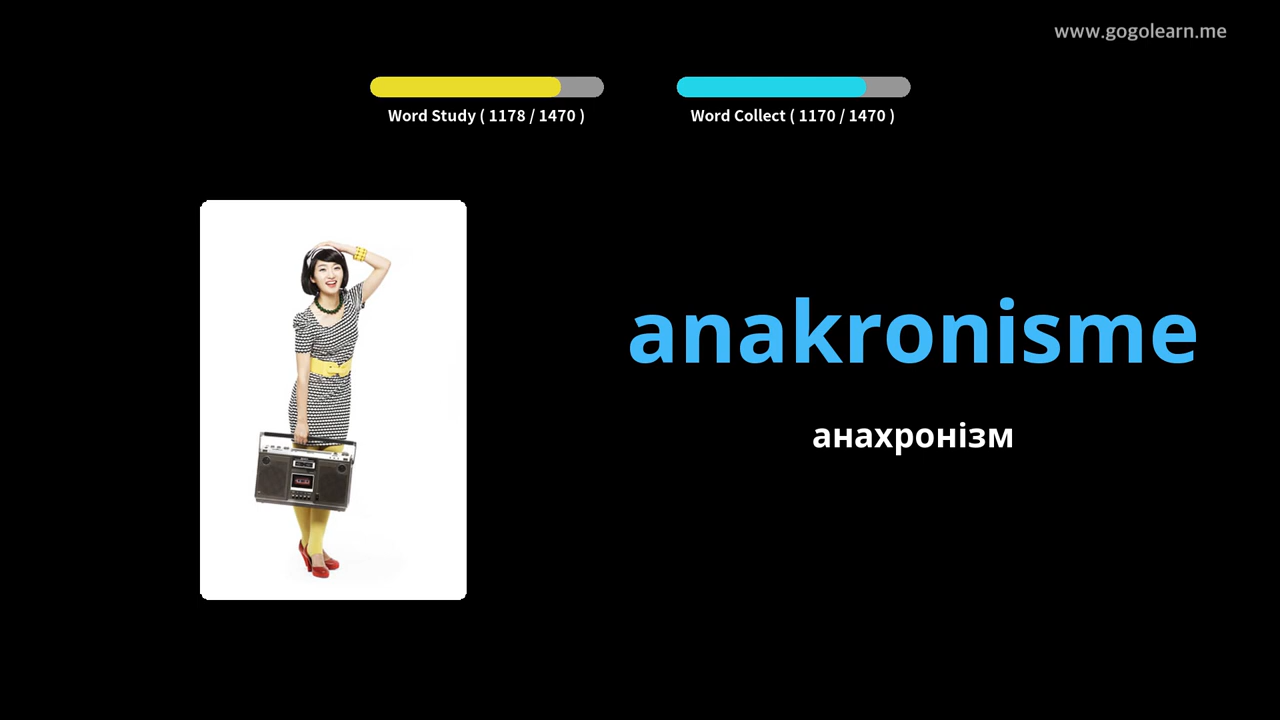 www.gogolearn.me
Word Study ( 1178 / 1470 )
Word Collect ( 1170 / 1470 )
anakronisme
анахронізм